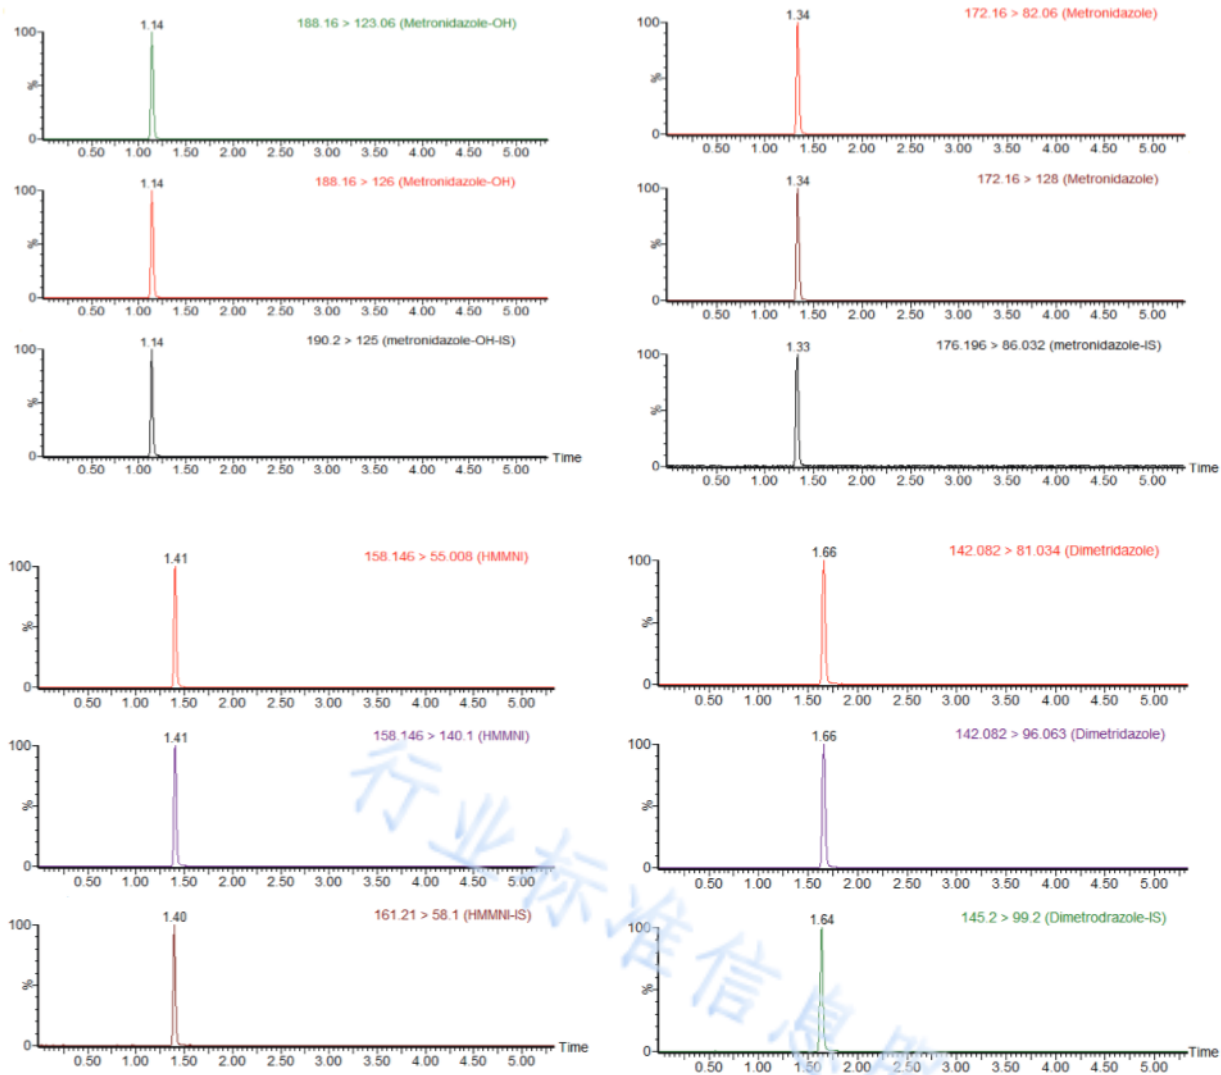 1.14
188.16 > 123.06 (Metronidazole-OH)
100
%
0
0.50 1.00 1.50 2.00 2.50 3.00 3.50 4.00 4.50 5.00
1.14
188.16 > 126 (Metronidazole-OH)
100
%
0
0.50 1.00 1.50 2.00 2.50 3.00 3.50 4.00 4.50 5.00
1.14
190.2 > 125 (metronidazole-OH-IS)
100
%
0
Time
0.50 1.00 1.50 2.00 2.50 3.00 3.50 4.00 4.50 5.00
1.34
172.16 > 82.06 (Metronidazole)
100
%
0
0.50 1.00 1.50 2.00 2.50 3.00 3.50 4.00 4.50 5.00
1.34
172.16 > 128 (Metronidazole)
100
%
0
0.50 1.00 1.50 2.00 2.50 3.00 3.50 4.00 4.50 5.00
1.33
176.196 > 86.032 (metronidazole-IS)
100
%
0
Time
0.50 1.00 1.50 2.00 2.50 3.00 3.50 4.00 4.50 5.00
1.41
158.146 > 55.008 (HMMNI)
100
%
0
0.50 1.00 1.50 2.00 2.50 3.00 3.50 4.00 4.50 5.00
1.41
158.146 > 140.1 (HMMNI)
100
%
0
0.50 1.00 1.50 2.00 2.50 3.00 3.50 4.00 4.50 5.00
1.40
161.21 > 58.1 (HMMNI-IS)
100
%
0
Time
0.50 1.00 1.50 2.00 2.50 3.00 3.50 4.00 4.50 5.00
1.66
142.082 > 81.034 (Dimetridazole)
100
%
0
0.50 1.00 1.50 2.00 2.50 3.00 3.50 4.00 4.50 5.00
1.66
142.082 > 96.063 (Dimetridazole)
100
%
0
0.50 1.00 1.50 2.00 2.50 3.00 3.50 4.00 4.50 5.00
1.64
145.2 > 99.2 (Dimetrodrazole-IS)
100
%
0
Time
0.50 1.00 1.50 2.00 2.50 3.00 3.50 4.00 4.50 5.00
行业标准信息